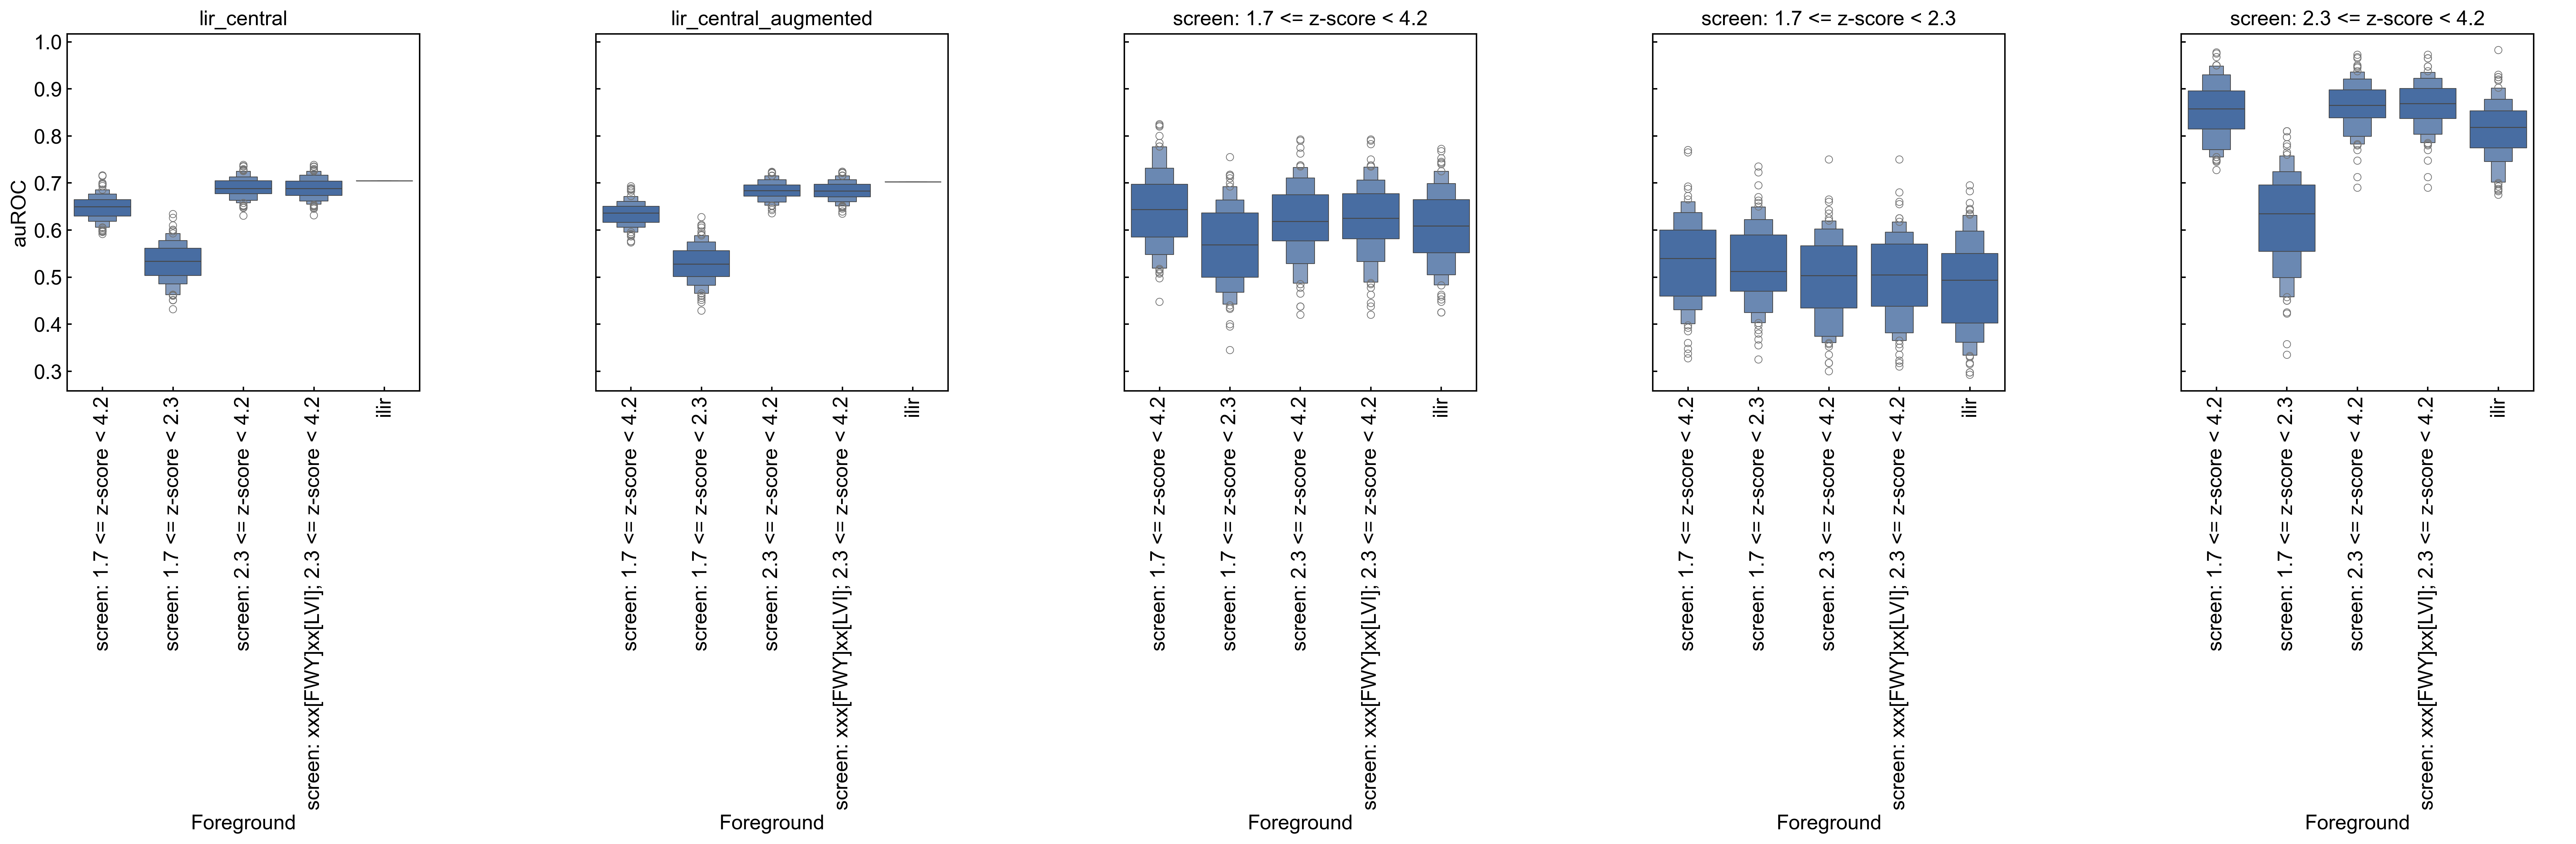 lir_central
lir_central_augmented
screen: 1.7 <= z-score < 4.2
screen: 1.7 <= z-score < 2.3
screen: 2.3 <= z-score < 4.2
auROC
1.0
0.9
0.8
0.7
0.6
0.5
0.4
0.3
screen: 1.7 <= z-score < 4.2
screen: 1.7 <= z-score < 2.3
screen: 2.3 <= z-score < 4.2
screen: xxx[FWY]xx[LVI]; 2.3 <= z-score < 4.2
ilir
Foreground
screen: 1.7 <= z-score < 4.2
screen: 1.7 <= z-score < 2.3
screen: 2.3 <= z-score < 4.2
screen: xxx[FWY]xx[LVI]; 2.3 <= z-score < 4.2
ilir
Foreground
screen: 1.7 <= z-score < 4.2
screen: 1.7 <= z-score < 2.3
screen: 2.3 <= z-score < 4.2
screen: xxx[FWY]xx[LVI]; 2.3 <= z-score < 4.2
ilir
Foreground
screen: 1.7 <= z-score < 4.2
screen: 1.7 <= z-score < 2.3
screen: 2.3 <= z-score < 4.2
screen: xxx[FWY]xx[LVI]; 2.3 <= z-score < 4.2
ilir
Foreground
screen: 1.7 <= z-score < 4.2
screen: 1.7 <= z-score < 2.3
screen: 2.3 <= z-score < 4.2
screen: xxx[FWY]xx[LVI]; 2.3 <= z-score < 4.2
ilir
Foreground